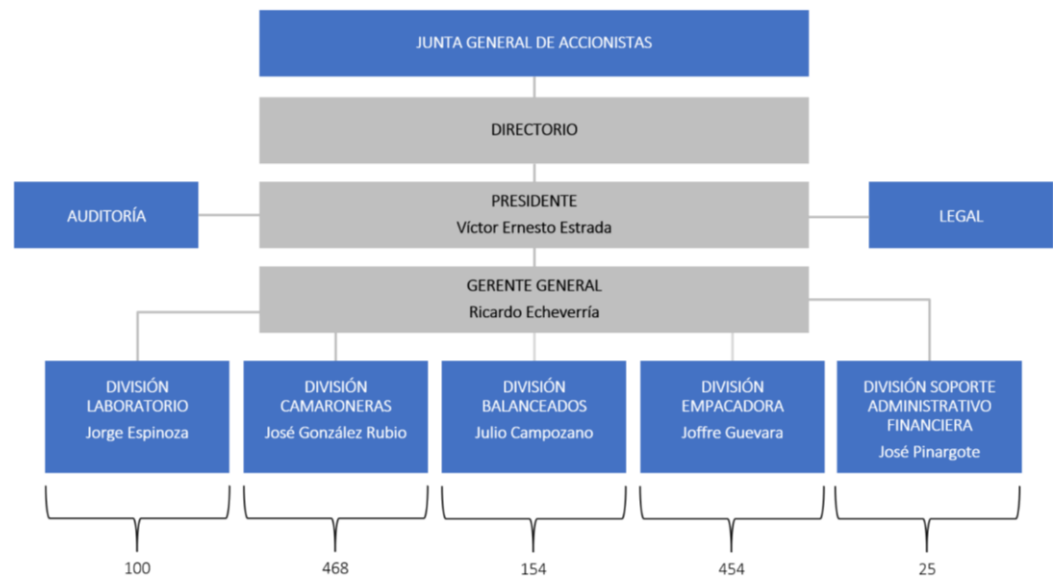 JUNTA GENERAL DE ACCIONISTAS
DIRECTORIO
AUDITORÍA
PRESIDENTE
Víctor Ernesto Estrada
LEGAL
GERENTE GENERAL
Ricardo Echeverría
DIVISIÓN
LABORATORIO
Jorge Espinoza
DIVISIÓN
CAMARONERAS
José González Rubio
DIVISIÓN
BALANCEADOS
Julio Campozano
DIVISIÓN
EMPACADORA
Joffre Guevara
DIVISIÓN SOPORTE
ADMINISTRATIVO
FINANCIERA
José Pinargote
100
468
154
454
25